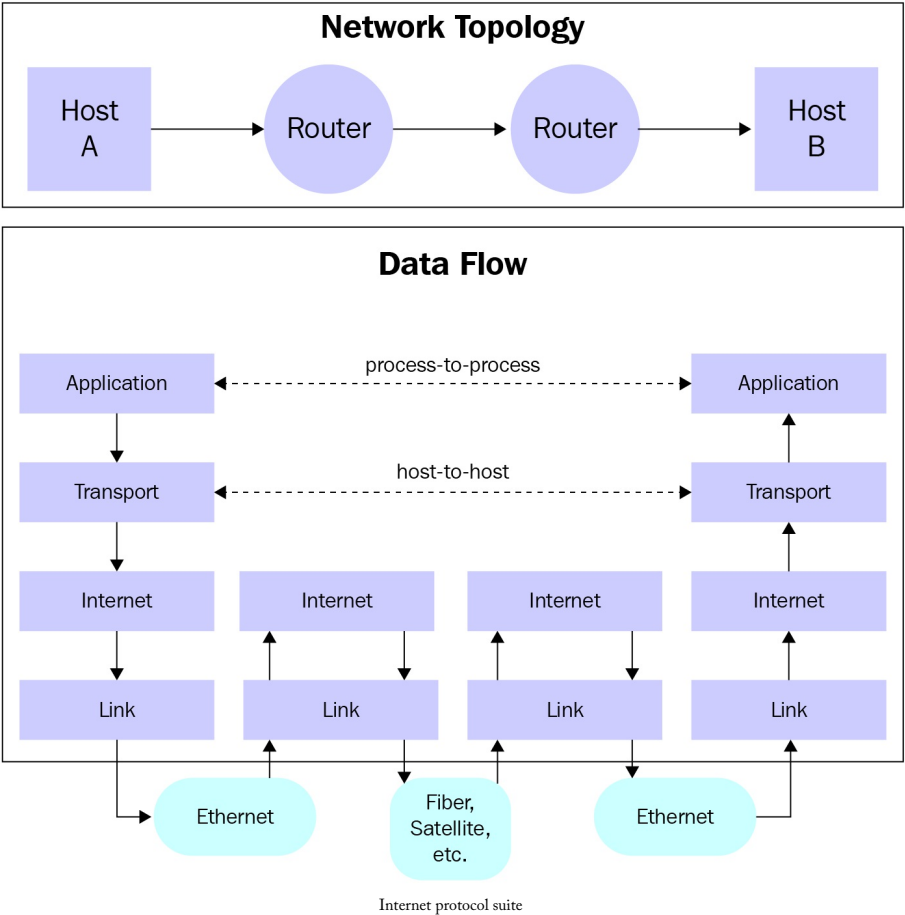 Network Topology
Host
A
Router
Router
Host
B
Data Flow
process-to-process
Application
Application
host-to-host
Transport
Transport
Internet
Internet
Internet
Internet
Link
Link
Link
Link
Ethernet
Fiber,
Satellite,
etc.
Ethernet
Internet protocol suite